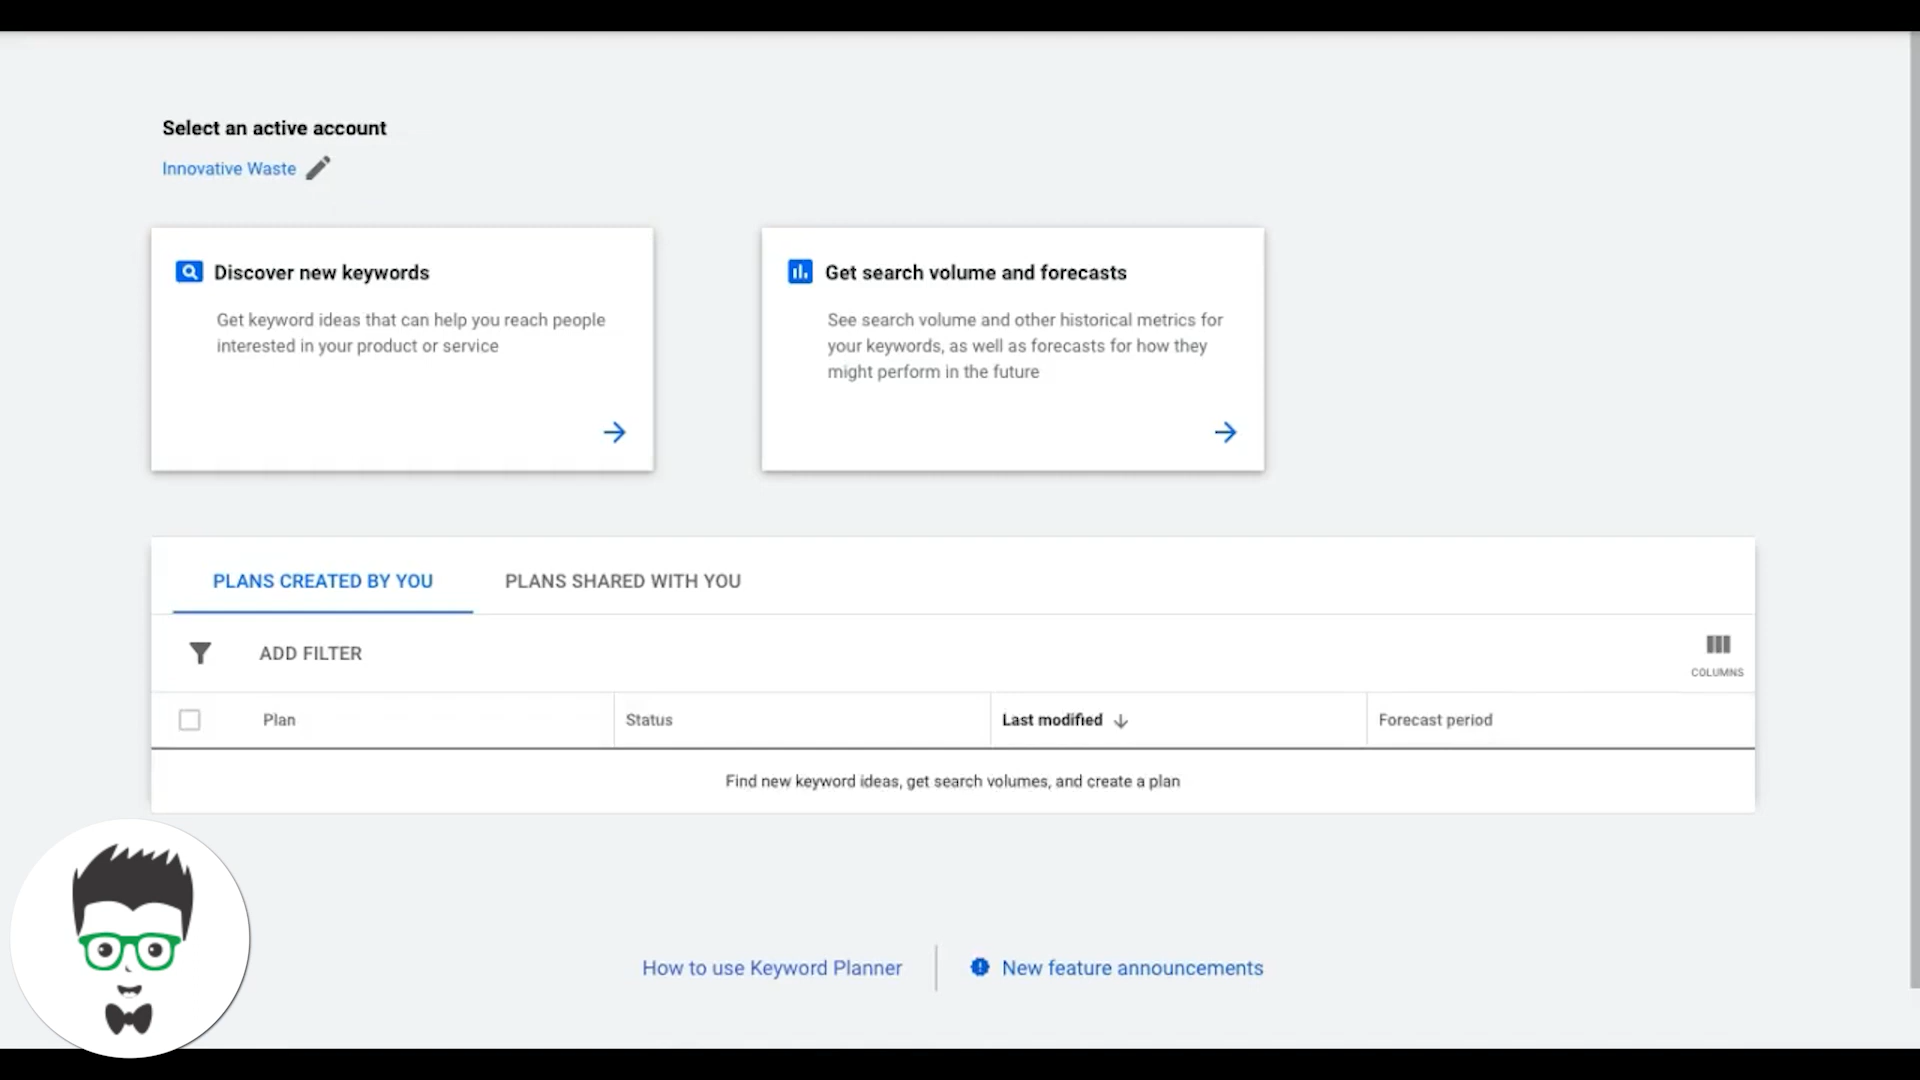 Select an active account
Innovative Waste
Discover new keywords
Get keyword ideas that can help you reach people
interested in your product or service
Get search volume and forecasts
See search volume and other historical metrics for
your keywords, as well as forecasts for how they
might perform in the future
PLANS CREATED BY YOU
PLANS SHARED WITH YOU
ADD FILTER
COLUMNS
Plan
Status
Last modified
Forecast period
Find new keyword ideas, get search volumes, and create a plan
How to use Keyword Planner
New feature announcements